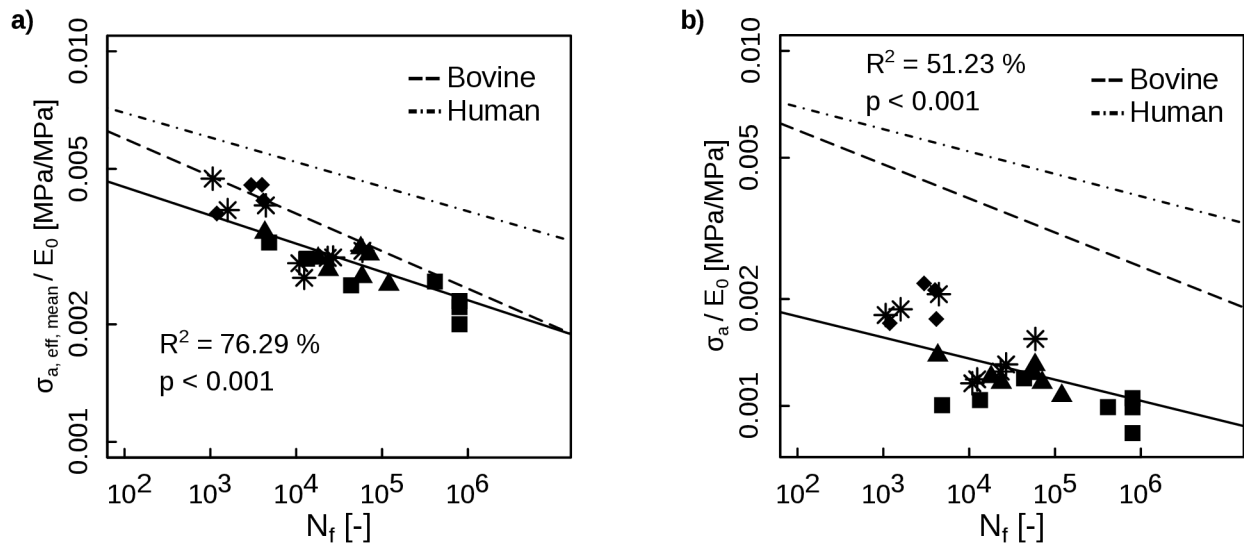 a)
0.010
0.005
0.002
0.001
σa, eff, mean / E0 [MPa/MPa]
Bovine
Human
R2 = 76.29 %
p < 0.001
102 103 104 105 106
Nf [-]
b)
0.010
0.005
0.002
0.001
σa / E0 [MPa/MPa]
R2 = 51.23 %
p < 0.001
Bovine
Human
102 103 104 105 106
Nf [-]